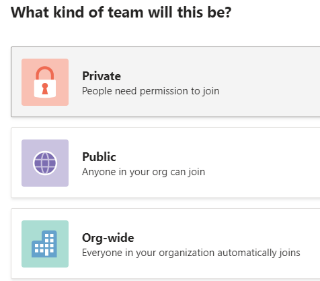 What kind of team will this be?
Private
People need permission to join
Public
Anyone in your org can join
Org-wide
Everyone in your organization automatically joins